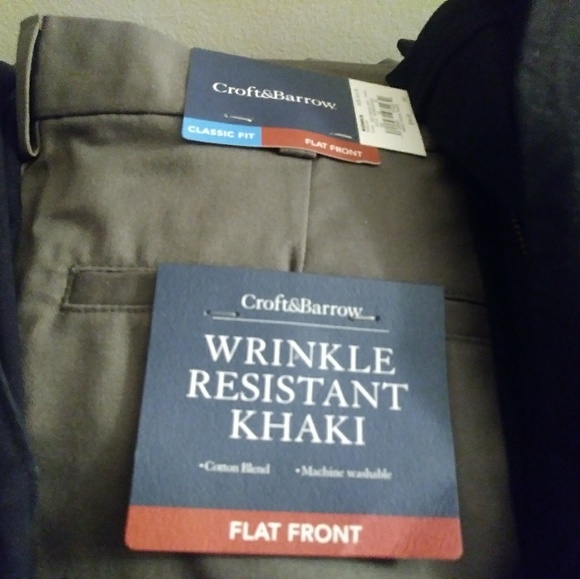 Croft&Barrow
CLASSIC FIT
FLAT FRONT
Croft&Barrow
WRINKLE
RESISTANT
KHAKI
•Cotton Blend •Machine washable
FLAT FRONT